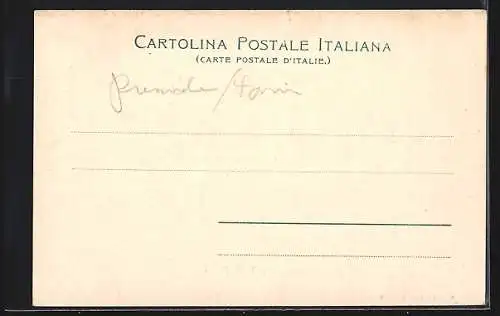 CARTOLINA POSTALE ITALIANA
(CARTE POSTALE D'ITALIE.)